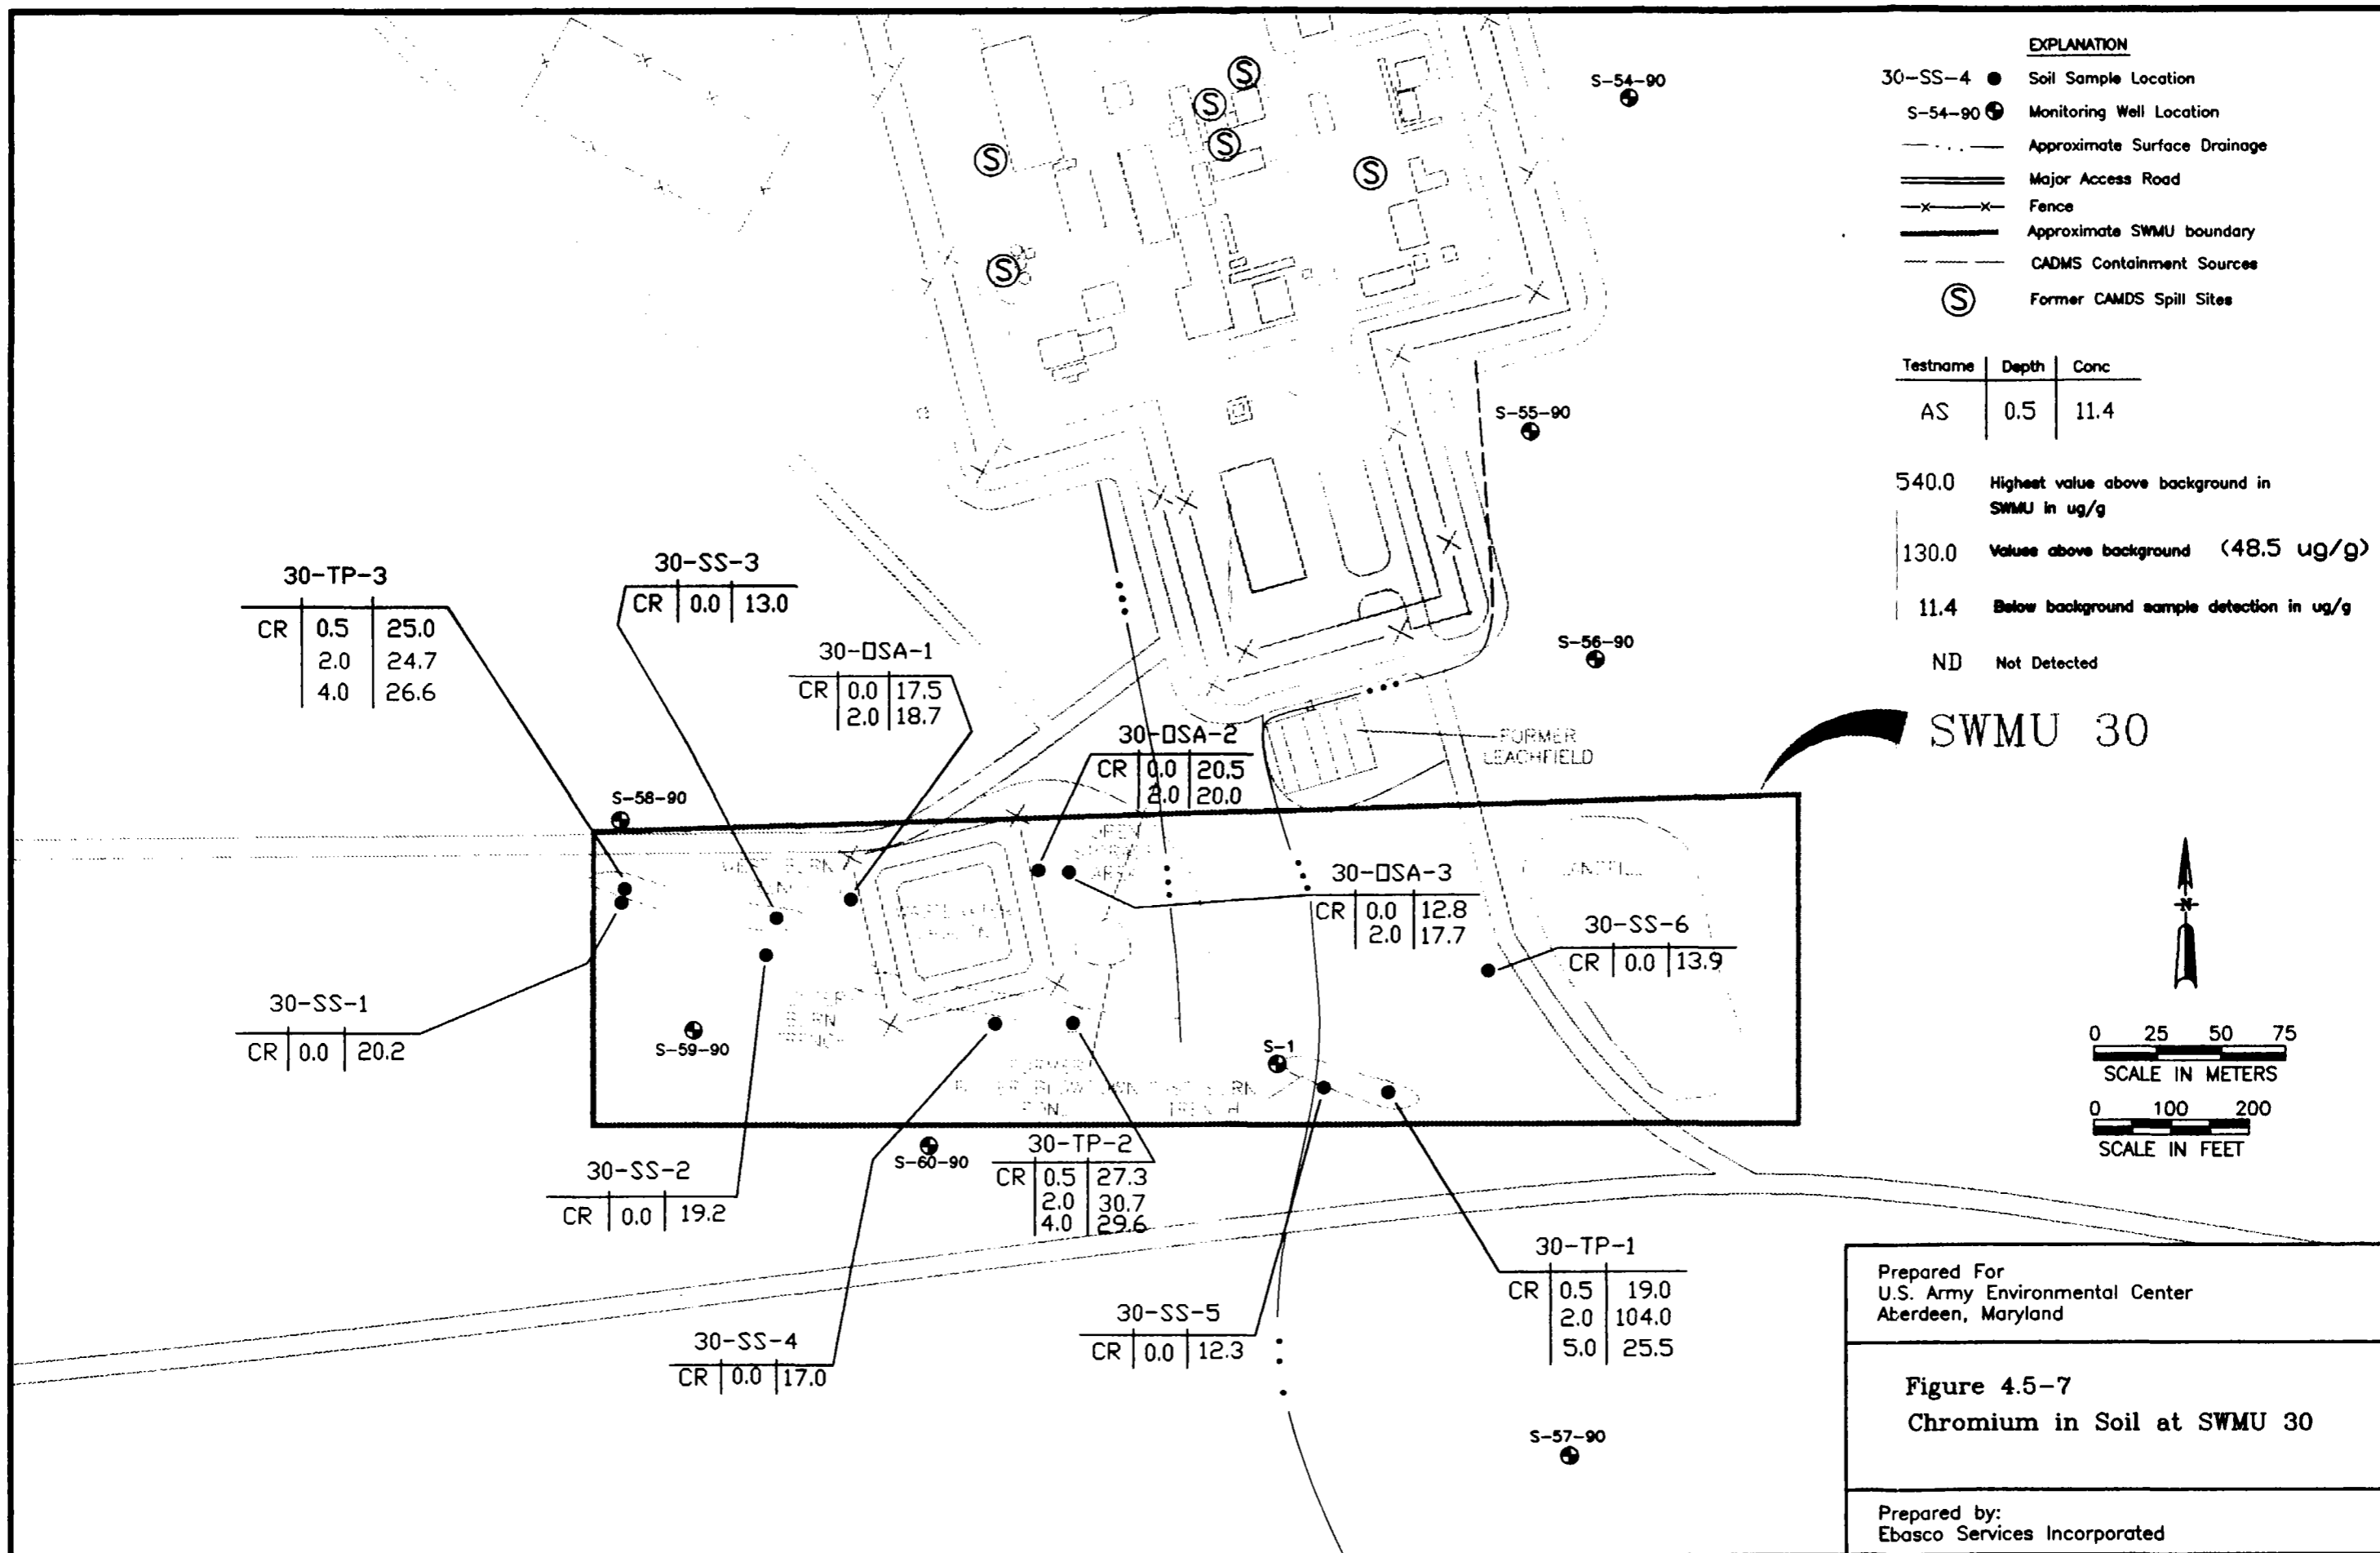 EXPLANATION
30-SS-4 Soil Sample Location
S-54-90 Monitoring Well Location
Approximate Surface Drainage
Major Access Road
Fence
Approximate SWMU boundary
CADMS Containment Sources
S Former CAMDS Spill Sites
Testname Depth Conc
AS 0.5 11.4
540.0 Highest value above background in
SWMU in ug/g
130.0 Values above background (48.5 ug/g)
11.4 Below background sample detection in ug/g
ND Not Detected
SWMU 30
S
S
S
S
S
S
S-54-90
S-55-90
S-56-90
FORMER
LEACHFIELD
30-TP-3
CR 0.5 25.0
2.0 24.7
4.0 26.6
30-SS-3
CR 0.0 13.0
30-OSA-1
CR 0.0 17.5
2.0 18.7
30-OSA-2
CR 0.0 20.5
2.0 20.0
S-58-90
30-OSA-3
CR 0.0 12.8
2.0 17.7
30-SS-6
CR 0.0 13.9
30-SS-1
CR 0.0 20.2
S-59-90
S-1
S-60-90
30-SS-2
CR 0.0 19.2
30-TP-2
CR 0.5 27.3
2.0 30.7
4.0 29.6
30-TP-1
CR 0.5 19.0
2.0 104.0
5.0 25.5
30-SS-5
CR 0.0 12.3
30-SS-4
CR 0.0 17.0
S-57-90
N
0 25 50 75
SCALE IN METERS
0 100 200
SCALE IN FEET
Prepared For
U.S. Army Environmental Center
Aberdeen, Maryland
Figure 4.5-7
Chromium in Soil at SWMU 30
Prepared by:
Ebasco Services Incorporated